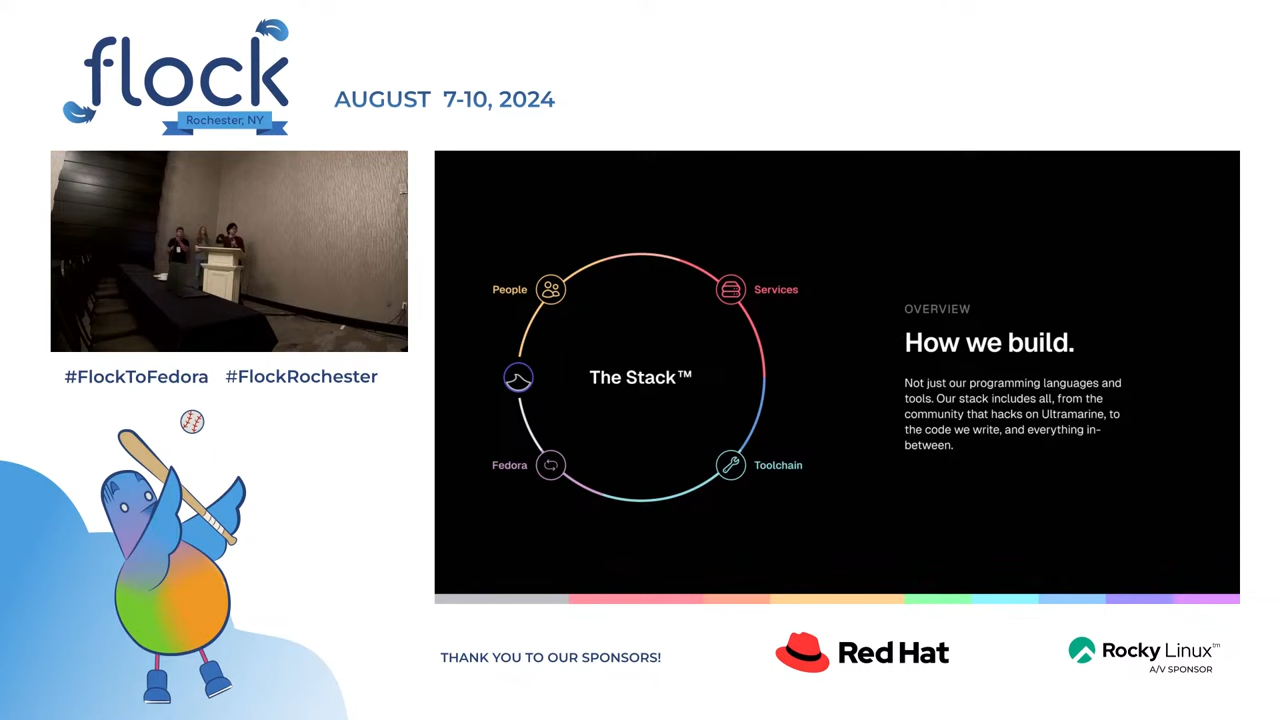 flock
Rochester, NY
AUGUST 7-10, 2024
#FlockToFedora #FlockRochester
People
Services
The Stack™
Fedora
Toolchain
OVERVIEW
How we build.
Not just our programming languages and
tools. Our stack includes all, from the
community that hacks on Ultramarine, to
the code we write, and everything in-
between.
THANK YOU TO OUR SPONSORS!
Red Hat
Rocky Linux™
A/V SPONSOR